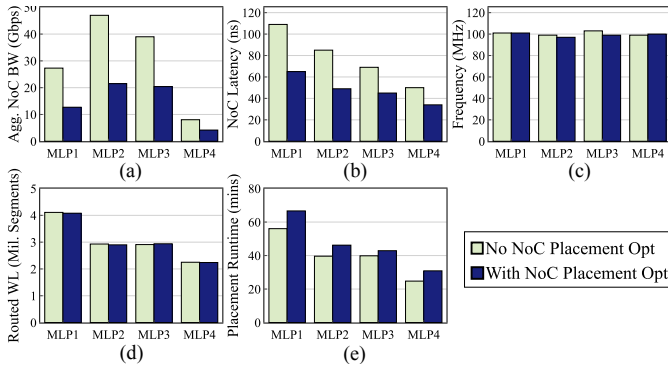 Agg. NoC BW (Gbps)
50
40
30
20
10
0
MLP1 MLP2 MLP3 MLP4
(a)
NoC Latency (ns)
120
100
80
60
40
20
0
MLP1 MLP2 MLP3 MLP4
(b)
Frequency (MHz)
120
100
80
60
40
20
0
MLP1 MLP2 MLP3 MLP4
(c)
Routed WL (Mil. Segments)
5
4
3
2
1
0
MLP1 MLP2 MLP3 MLP4
(d)
Placement Runtime (mins)
80
60
40
20
0
MLP1 MLP2 MLP3 MLP4
(e)
No NoC Placement Opt
With NoC Placement Opt